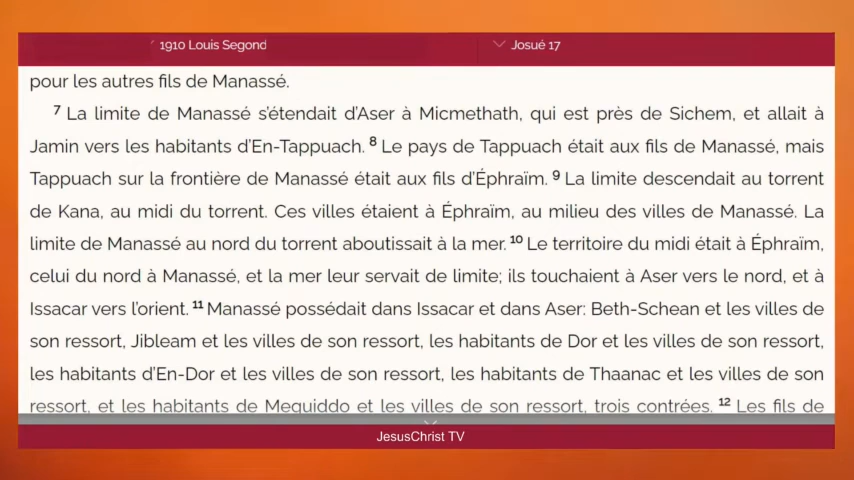 1910 Louis Segond
Josué 17
pour les autres fils de Manassé.
7 La limite de Manassé s'étendait d'Aser à Micmethath, qui est près de Sichem, et allait à
Jamin vers les habitants d'En-Tappuach. 8 Le pays de Tappuach était aux fils de Manassé, mais
Tappuach sur la frontière de Manassé était aux fils d'Éphraïm. 9 La limite descendait au torrent
de Kana, au midi du torrent. Ces villes étaient à Éphraïm, au milieu des villes de Manassé. La
limite de Manassé au nord du torrent aboutissait à la mer. 10 Le territoire du midi était à Éphraïm,
celui du nord à Manassé, et la mer leur servait de limite; ils touchaient à Aser vers le nord, et à
Issacar vers l'orient. 11 Manassé possédait dans Issacar et dans Aser: Beth-Schean et les villes de
son ressort, Jibleam et les villes de son ressort, les habitants de Dor et les villes de son ressort,
les habitants d'En-Dor et les villes de son ressort, les habitants de Thaanac et les villes de son
ressort, et les habitants de Meguiddo et les villes de son ressort, trois contrées. 12 Les fils de
JesusChrist TV